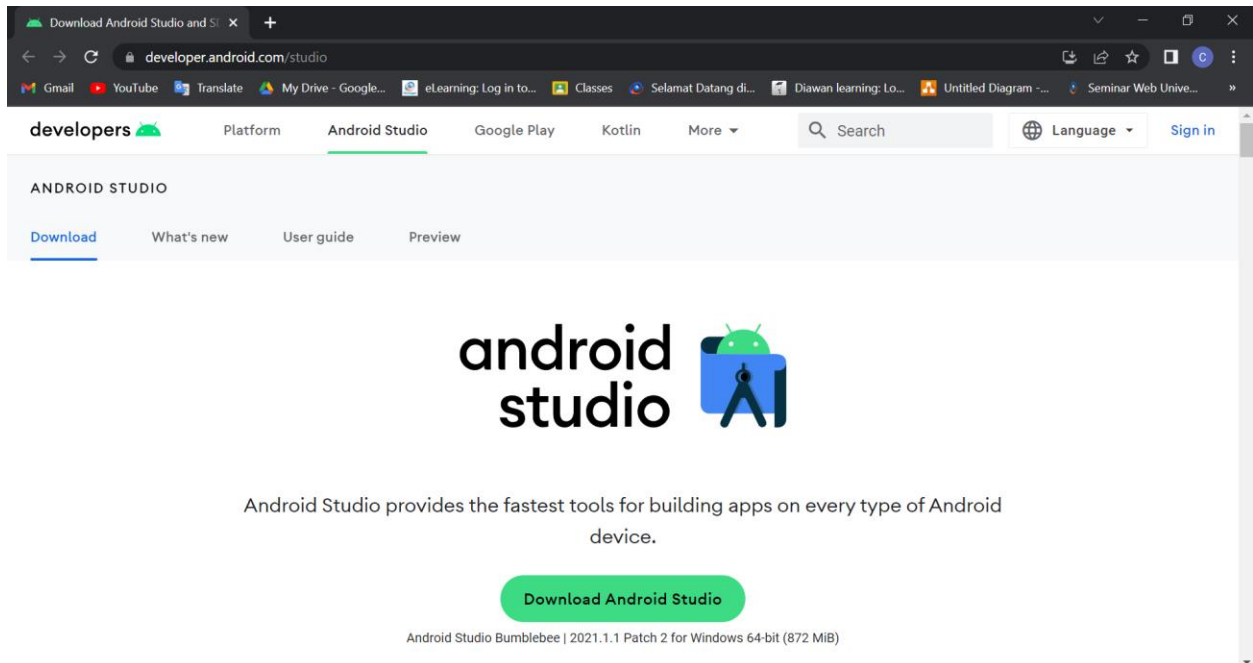 Download Android Studio and S
developer.android.com/studio
Gmail YouTube Translate My Drive - Google... eLearning: Log in to... Classes Selamat Datang di... Diawan learning: Lo... Untitled Diagram -... Seminar Web Unive... »
developers Platform Android Studio Google Play Kotlin More Search Language Sign in
ANDROID STUDIO
Download What's new User guide Preview
android
studio
Android Studio provides the fastest tools for building apps on every type of Android
device.
Download Android Studio
Android Studio Bumblebee | 2021.1.1 Patch 2 for Windows 64-bit (872 MiB)